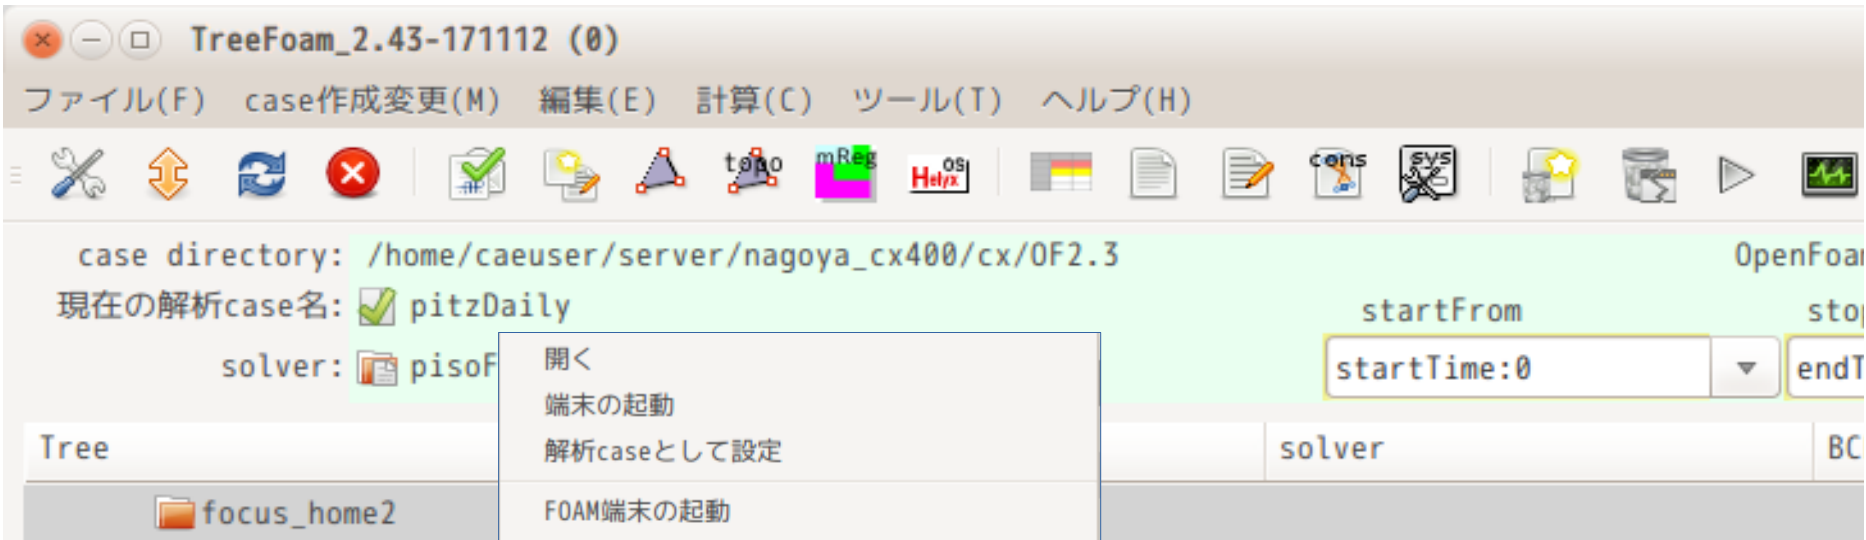 TreeFoam_2.43-171112 (0)
ファイル(F) case作成変更(M) 編集(E) 計算(C) ツール(T) ヘルプ(H)
topo mReg Helyx OS cons sys
case directory: /home/caeuser/server/nagoya_cx400/cx/OF2.3 OpenFoam
現在の解析case名: pitzDaily startFrom stop
solver: pisoF startTime:0 endT
開く
端末の起動
解析caseとして設定
Tree solver BC
focus_home2 FOAM端末の起動